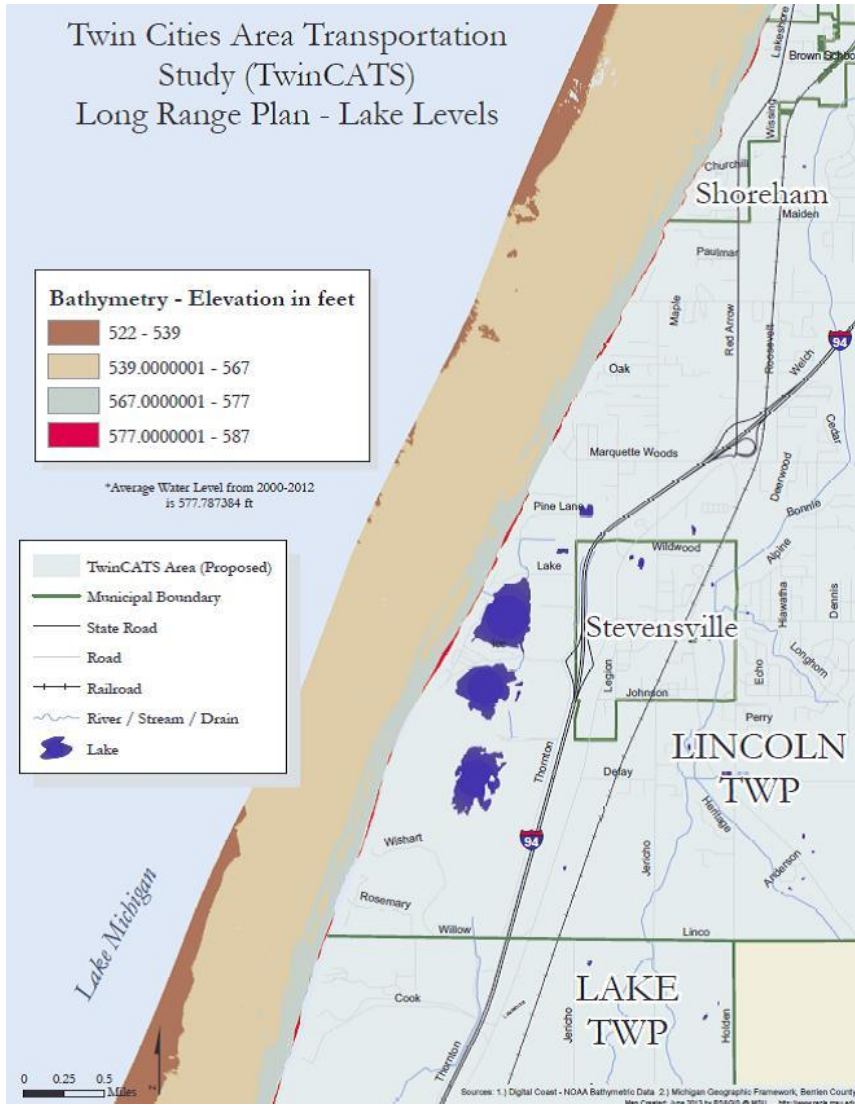 Twin Cities Area Transportation
Study (TwinCATS)
Long Range Plan - Lake Levels
Lakeshore
Brown School
Wissing
Churchill
Shoreham
Maiden
Paulmar
Maple
Red Arrow
Roosevelt
94
Welch
Oak
Cedar
Marquette Woods
Deerwood
Bonnie
Pine Lane
Wildwood
Alpine
Lake
Hiawatha
Dennis
Stevensville
Longhorn
Legion
Echo
Johnson
Perry
LINCOLN
TWP
Thornton
Defay
Heritage
94
Jericho
Anderson
Wishart
Rosemary
Willow
Linco
LAKE
TWP
Cook
Jericho
Holden
Thornton
Bathymetry - Elevation in feet
522 - 539
539.0000001 - 567
567.0000001 - 577
577.0000001 - 587
*Average Water Level from 2000-2012
is 577.787384 ft
TwinCATS Area (Proposed)
Municipal Boundary
State Road
Road
Railroad
River / Stream / Drain
Lake
Lake Michigan
0 0.25 0.5
Miles
Z
Sources: 1.) Digital Coast - NOAA Bathymetric Data 2.) Michigan Geographic Framework, Berrien County